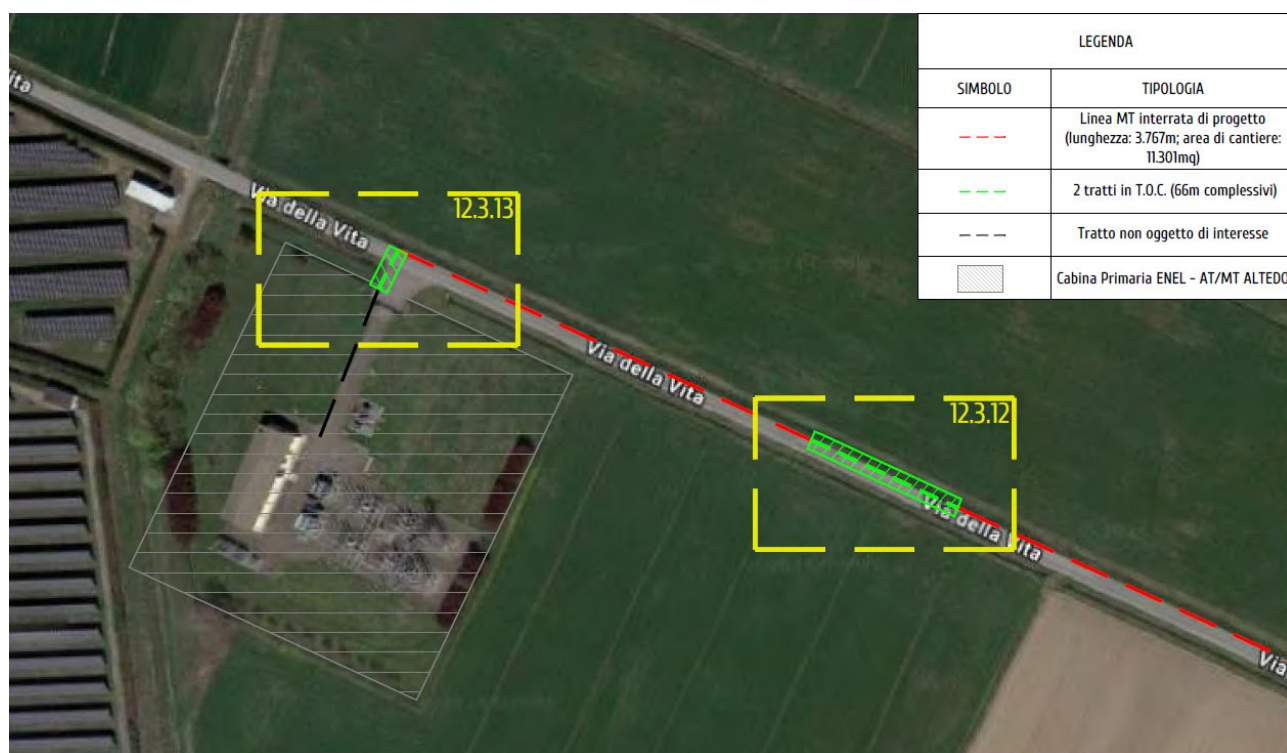 LEGENDA
SIMBOLO
TIPOLOGIA
Linea MT interrata di progetto
(lunghezza: 3.767m; area di cantiere:
11.301mq)
2 tratti in T.O.C. (66m complessivi)
Tratto non oggetto di interesse
Cabina Primaria ENEL - AT/MT ALTEDO
ita
Via della Vita
12.3.13
Via della Vita
12.3.12
Via della Vita
Via